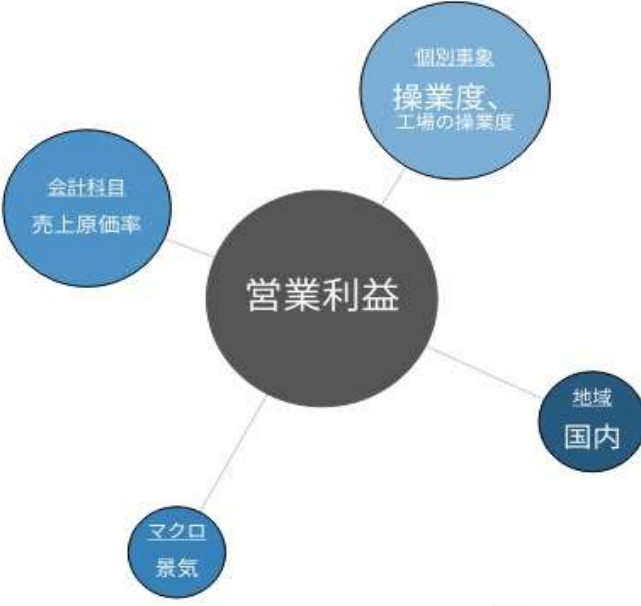 個別事象
操業度、
工場の操業度
会計科目
売上原価率
営業利益
地域
国内
マクロ
景気